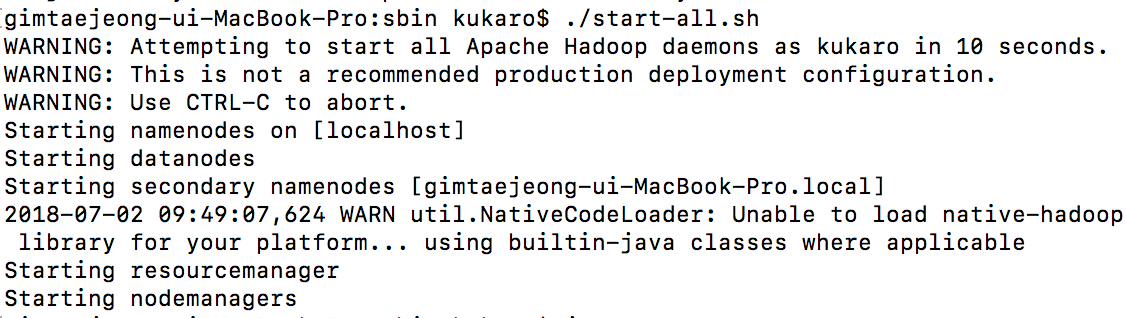 [gimtaejeong-ui-MacBook-Pro:sbin kukaro$ ./start-all.sh
WARNING: Attempting to start all Apache Hadoop daemons as kukaro in 10 seconds.
WARNING: This is not a recommended production deployment configuration.
WARNING: Use CTRL-C to abort.
Starting namenodes on [localhost]
Starting datanodes
Starting secondary namenodes [gimtaejeong-ui-MacBook-Pro.local]
2018-07-02 09:49:07,624 WARN util.NativeCodeLoader: Unable to load native-hadoop
 library for your platform... using builtin-java classes where applicable
Starting resourcemanager
Starting nodemanagers